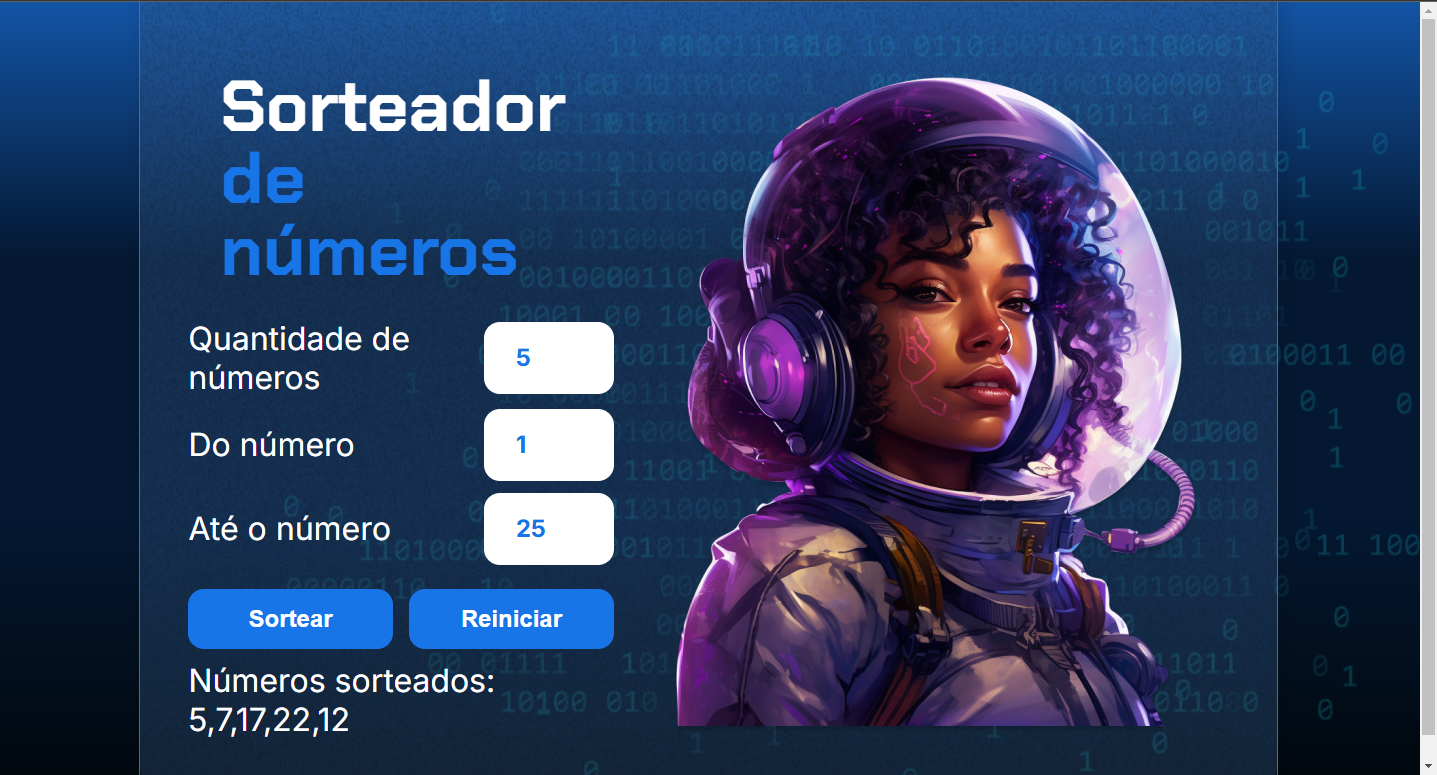 Sorteador
de
números
Quantidade de
números
5
Do número
1
Até o número
25
Sortear
Reiniciar
Números sorteados:
5,7,17,22,12